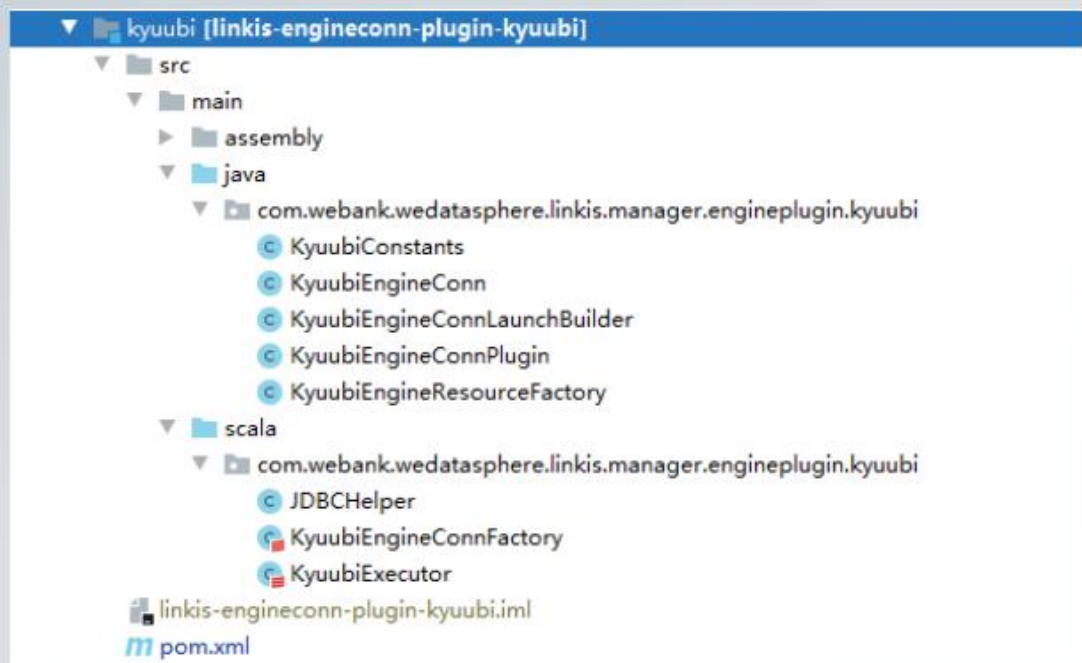 kyuubi [linkis-engineconn-plugin-kyuubi]
src
main
assembly
java
com.webank.wedatasphere.linkis.manager.engineplugin.kyuubi
C KyuubiConstants
C KyuubiEngineConn
C KyuubiEngineConnLaunchBuilder
C KyuubiEngineConnPlugin
C KyuubiEngineResourceFactory
scala
com.webank.wedatasphere.linkis.manager.engineplugin.kyuubi
C JDBCHelper
C KyuubiEngineConnFactory
C KyuubiExecutor
linkis-engineconn-plugin-kyuubi.iml
m pom.xml